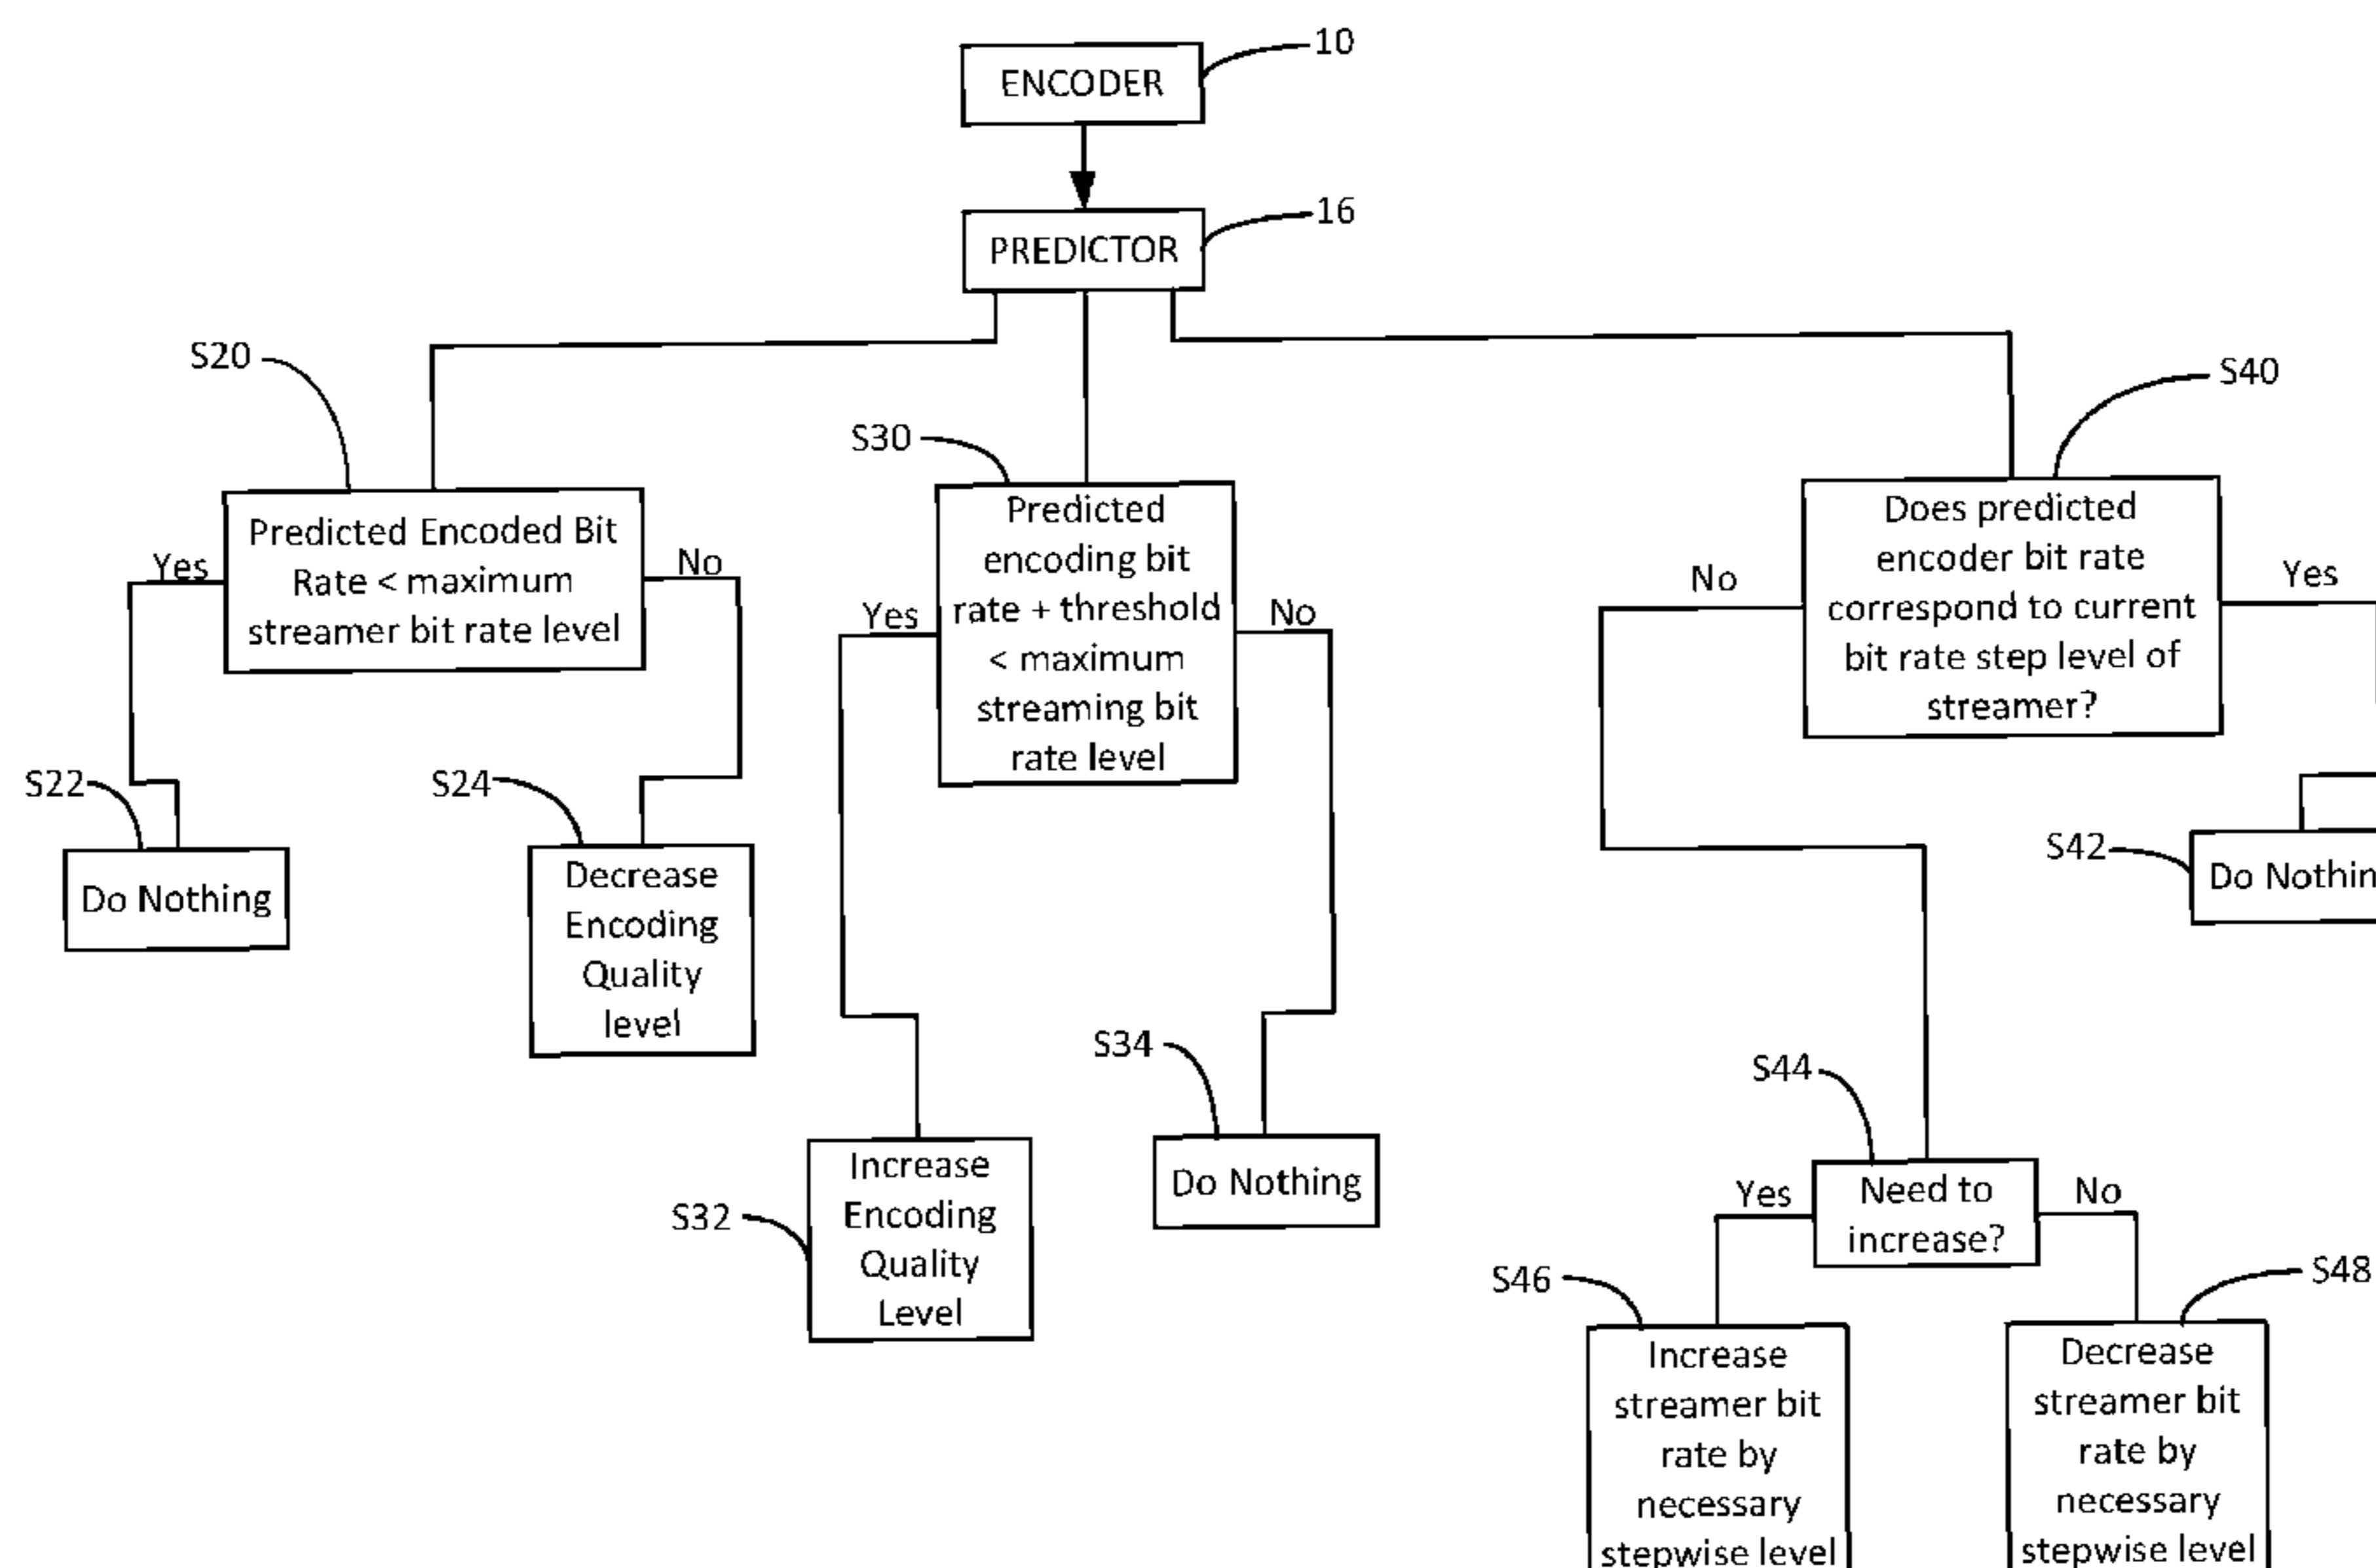 10
ENCODER
16
PREDICTOR
S20
S40
S30
Predicted Encoded Bit
Rate < maximum
streamer bit rate level
Yes
No
Predicted
encoding bit
rate + threshold
< maximum
streaming bit
rate level
Yes
No
Does predicted
encoder bit rate
correspond to current
bit rate step level of
streamer?
No
Yes
S22
Do Nothing
S24
Decrease
Encoding
Quality
level
S42
Do Nothin
S32
Increase
Encoding
Quality
Level
S34
Do Nothing
S44
Need to
increase?
Yes
No
S46
Increase
streamer bit
rate by
necessary
stepwise level
S48
Decrease
streamer bit
rate by
necessary
stepwise level